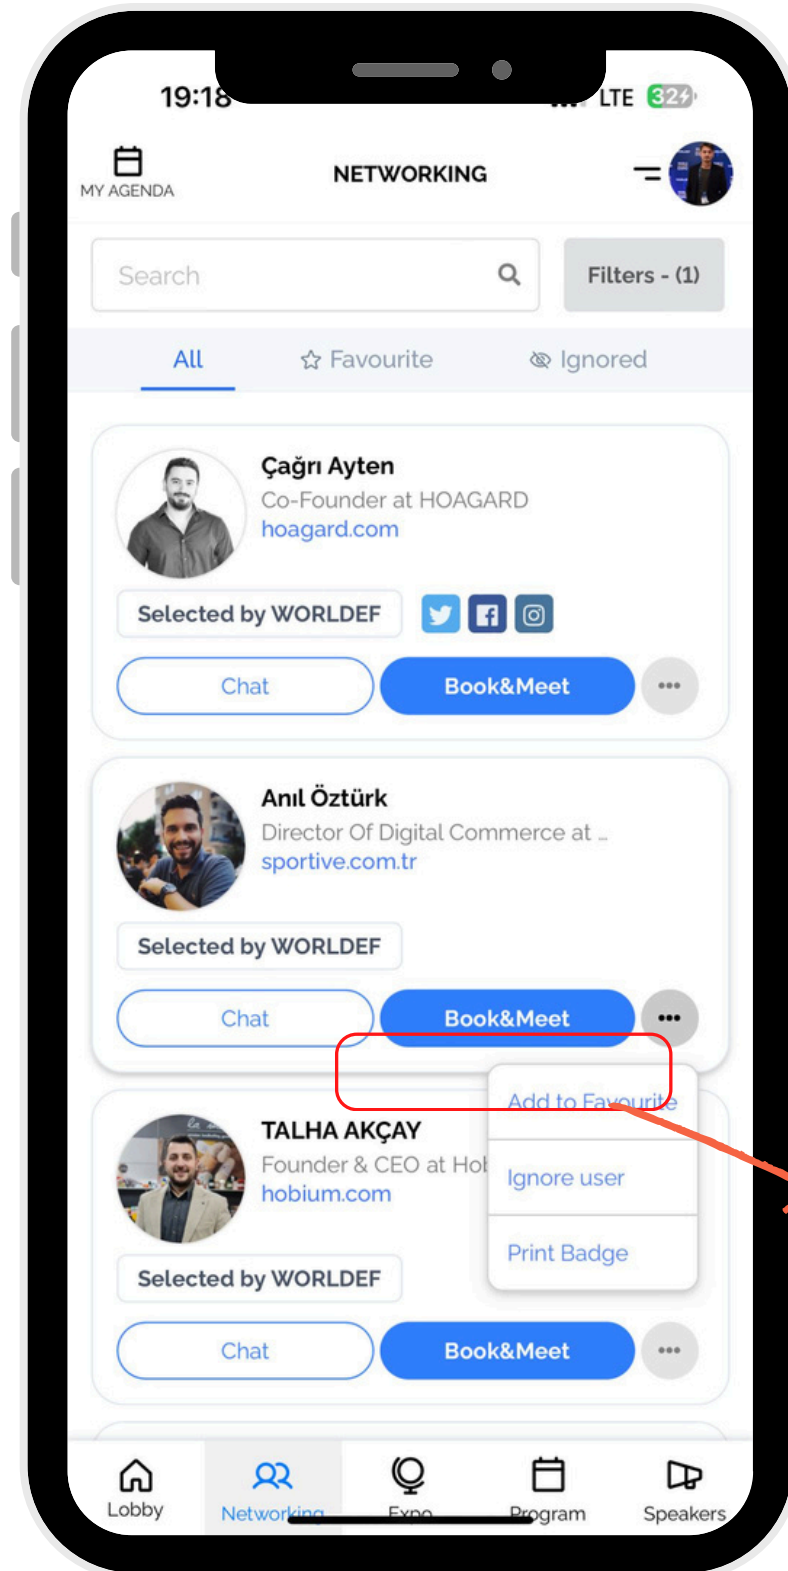 19:18
LTE 32
MY AGENDA
NETWORKING
Search
Filters - (1)
All
Favourite
Ignored
Çağrı Ayten
Co-Founder at HOAGARD
hoagard.com
Selected by WORLDEF
Chat
Book&Meet
Anıl Öztürk
Director Of Digital Commerce at ...
sportive.com.tr
Selected by WORLDEF
Chat
Book&Meet
Add to Favourite
Ignore user
Print Badge
TALHA AKÇAY
Founder & CEO at
hobium.com
Selected by WORLDEF
Chat
Book&Meet
Lobby
Networking
Expo
Program
Speakers